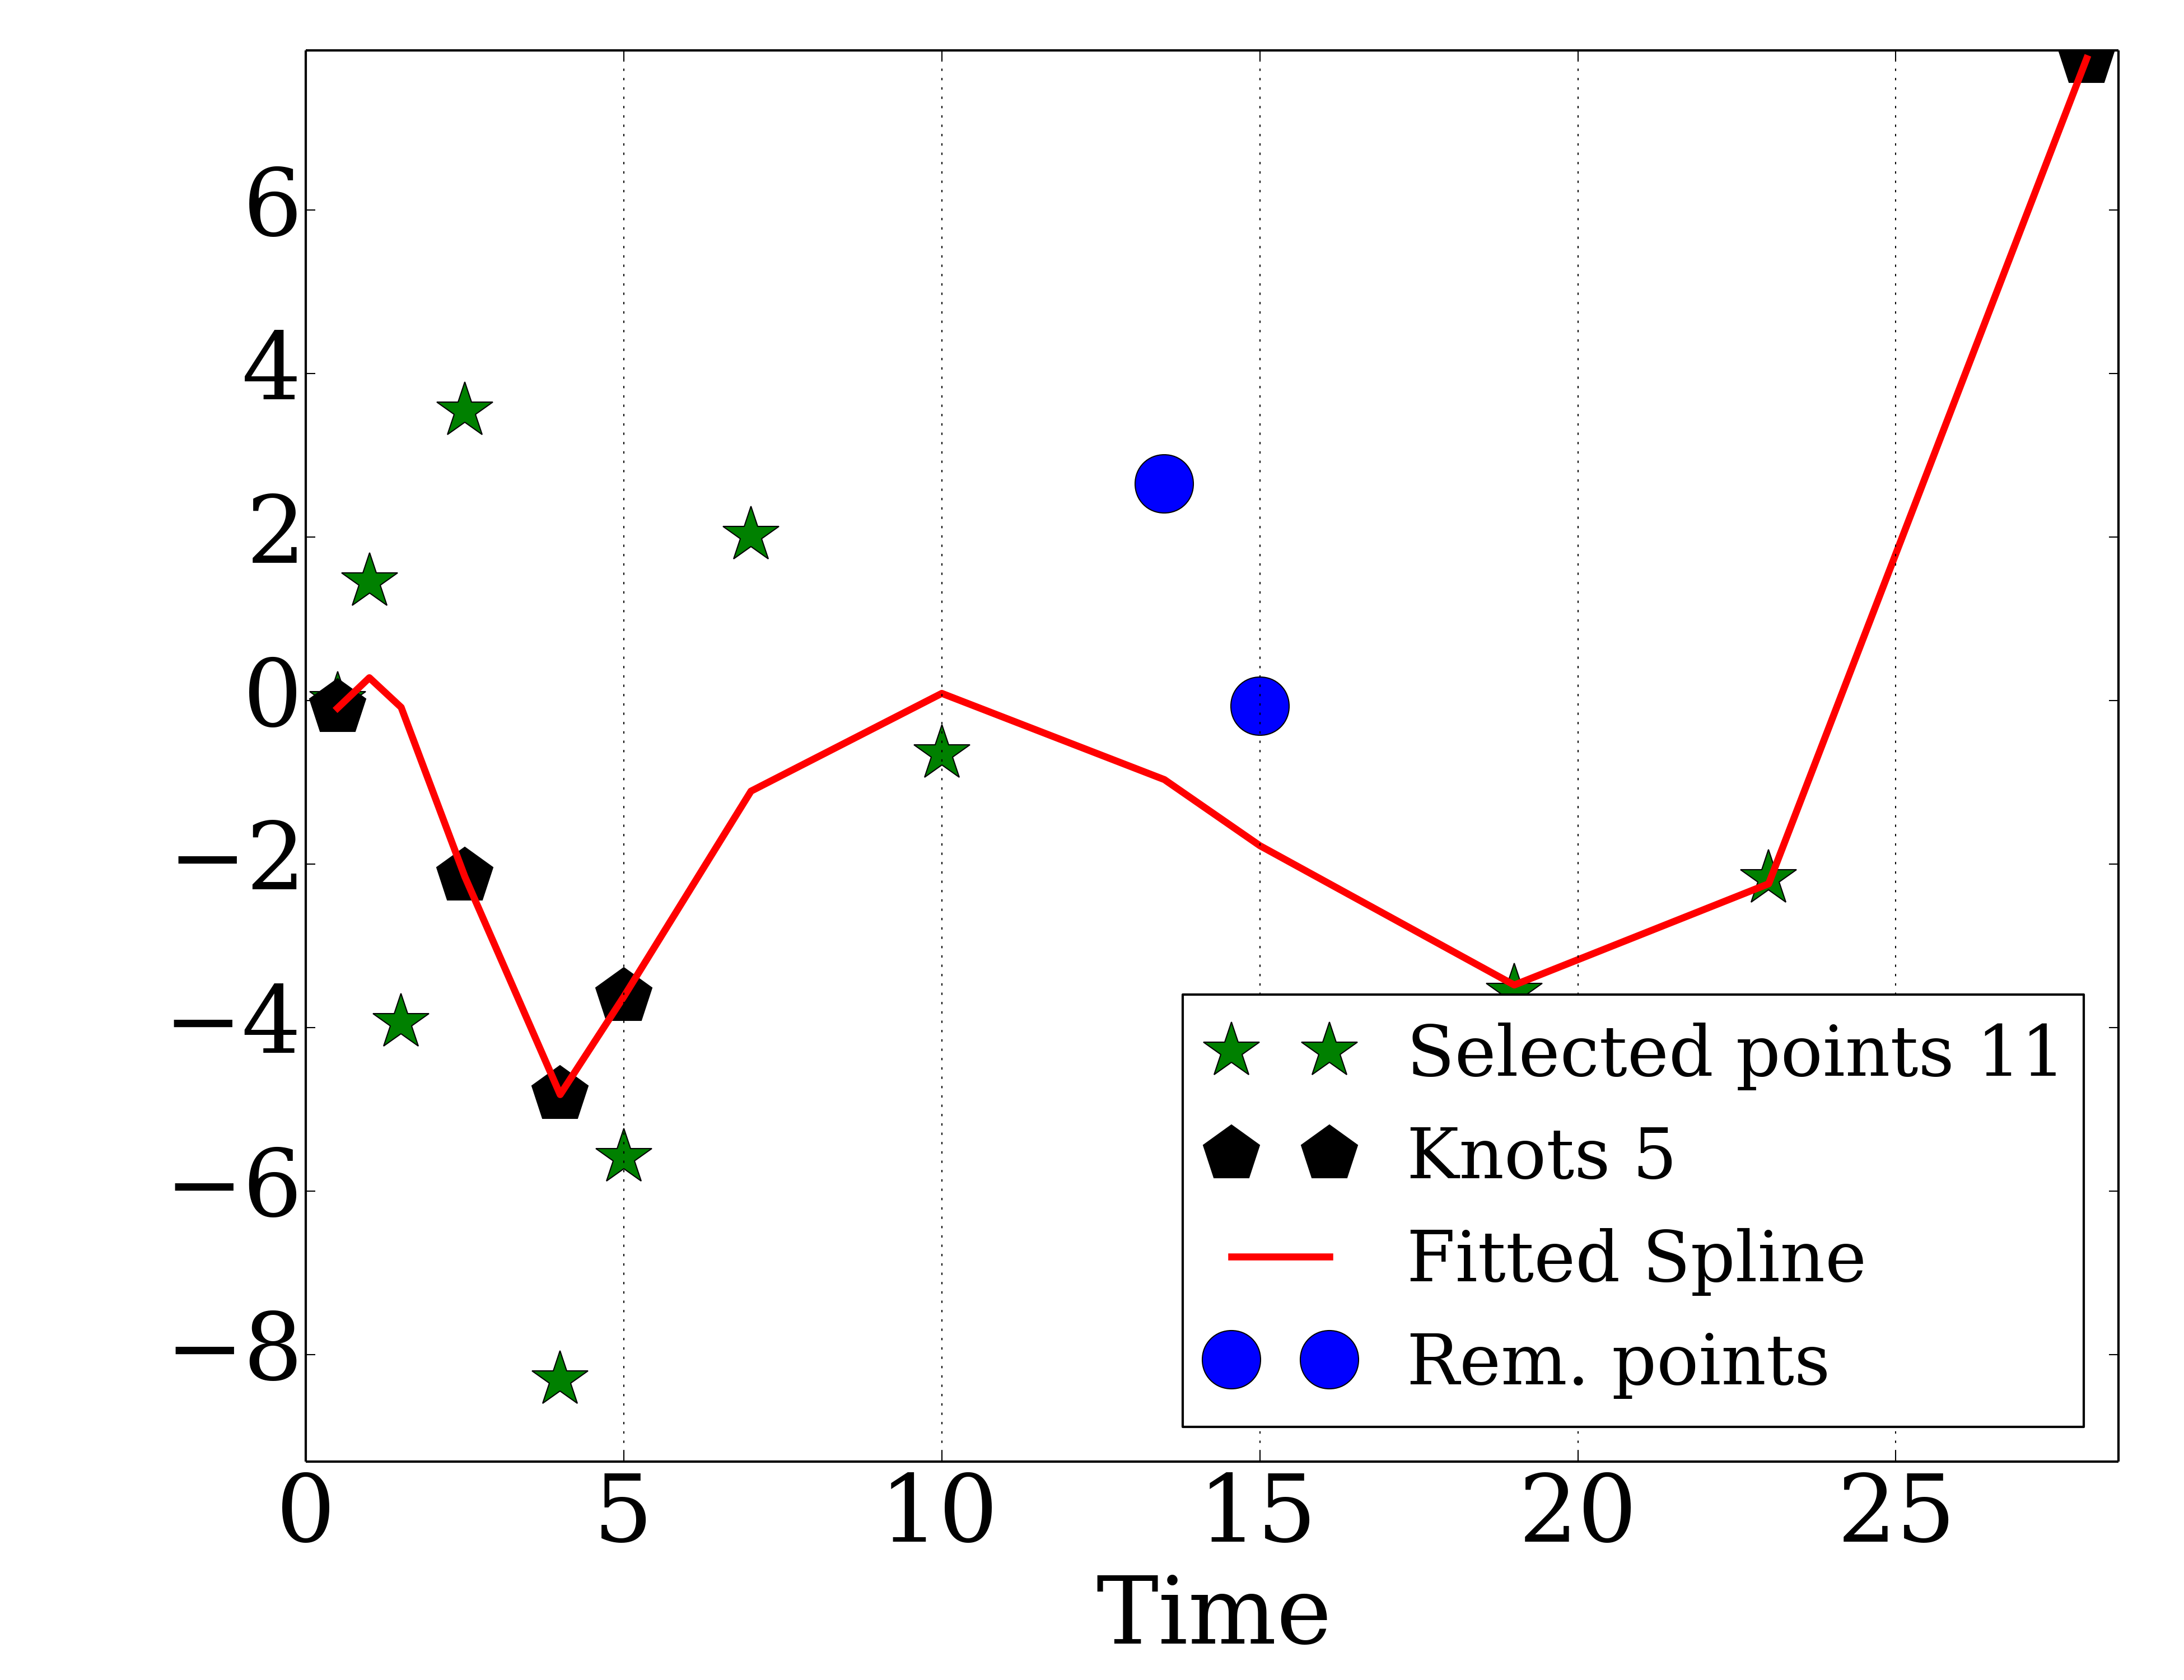 6
4
2
0
−2
−4
−6
−8
0 5 10 15 20 25
Time
Selected points 11
Knots 5
Fitted Spline
Rem. points